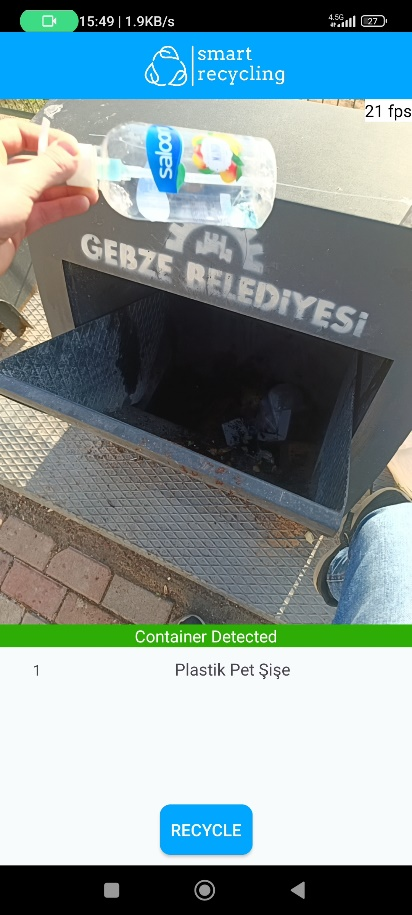 15:49 | 1.9KB/s
4.5G
27
smart
recycling
21 fps
saloon
GEBZE BELEDİYESİ
Container Detected
1 Plastik Pet Şişe
RECYCLE